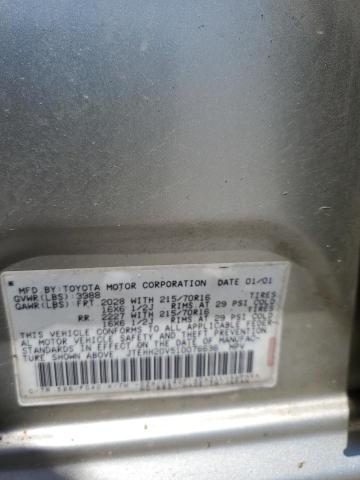 MFD BY: TOYOTA MOTOR CORPORATION DATE 01/01
GVWR(LBS): 3988 TIRES
GAWR(LBS): FRT 2028 WITH 215/70R16 RIMS AT 29 PSI COLD
16X6 1/2J TIRES
RR. 2227 WITH 215/70R16 RIMS AT 29 PSI COLD
16X6 1/2J
THIS VEHICLE CONFORMS TO ALL APPLICABLE FEDER-
AL MOTOR VEHICLE SAFETY AND THEFT PREVENTION
STANDARDS IN EFFECT ON THE DATE OF MANUFAC-
TURE SHOWN ABOVE. MPV